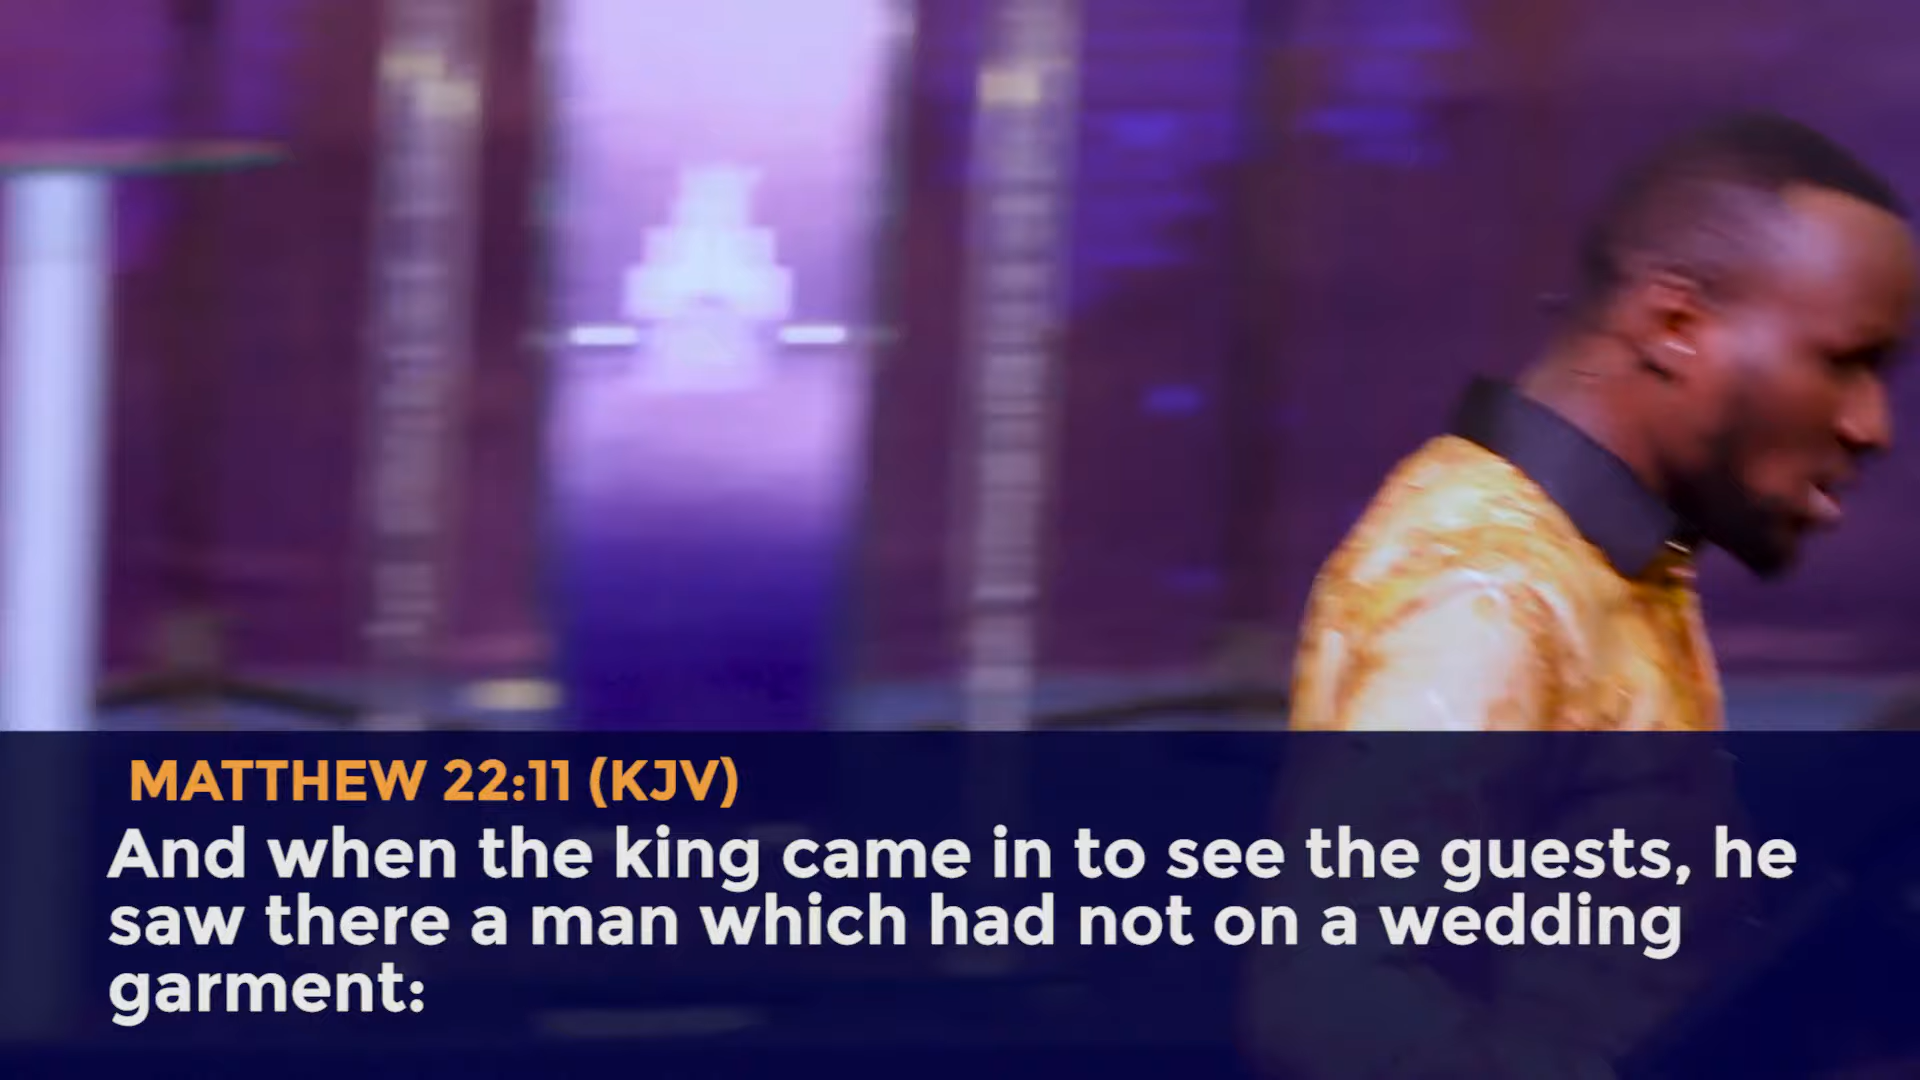 MATTHEW 22:11 (KJV)
And when the king came in to see the guests, he
saw there a man which had not on a wedding
garment: